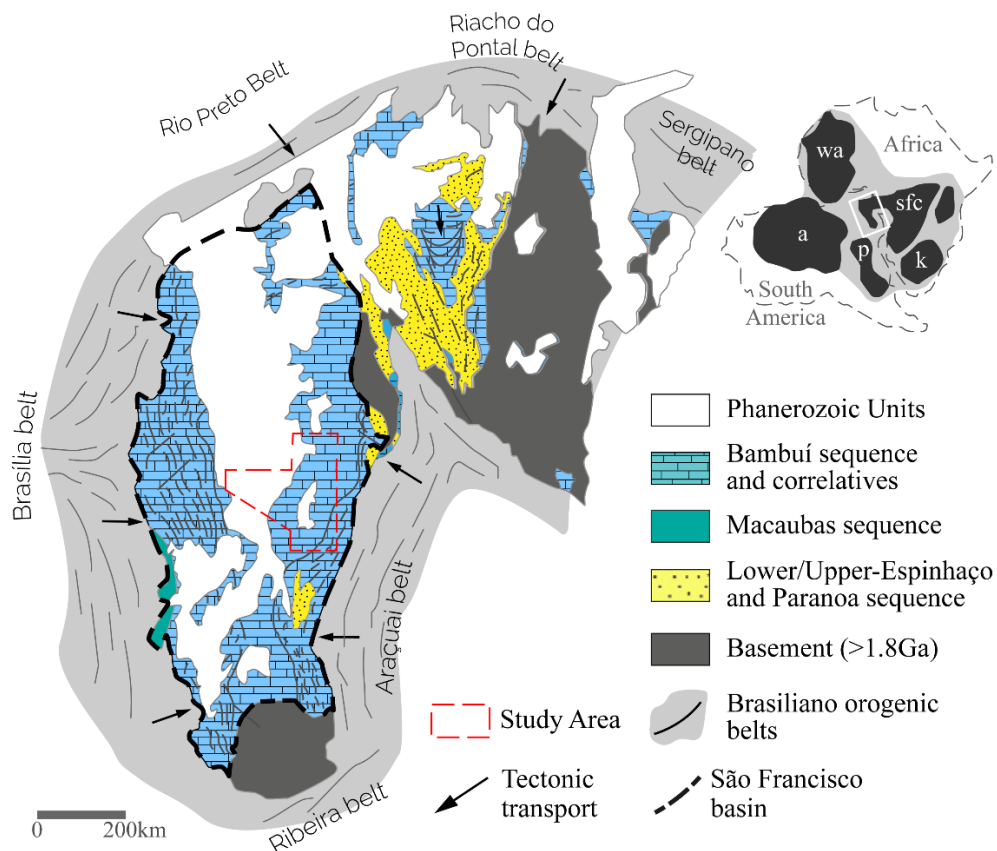 Riacho do
Pontal belt
Rio Preto Belt
Sergipano
belt
Africa
wa
sfc
a
p
k
South
America
Brasília belt
Araçuai belt
Ribeira belt
Phanerozoic Units
Bambuí sequence
and correlatives
Macaubas sequence
Lower/Upper-Espinhaço
and Paranoa sequence
Basement (>1.8Ga)
Brasiliano orogenic
belts
Study Area
Tectonic
transport
São Francisco
basin
0 200km